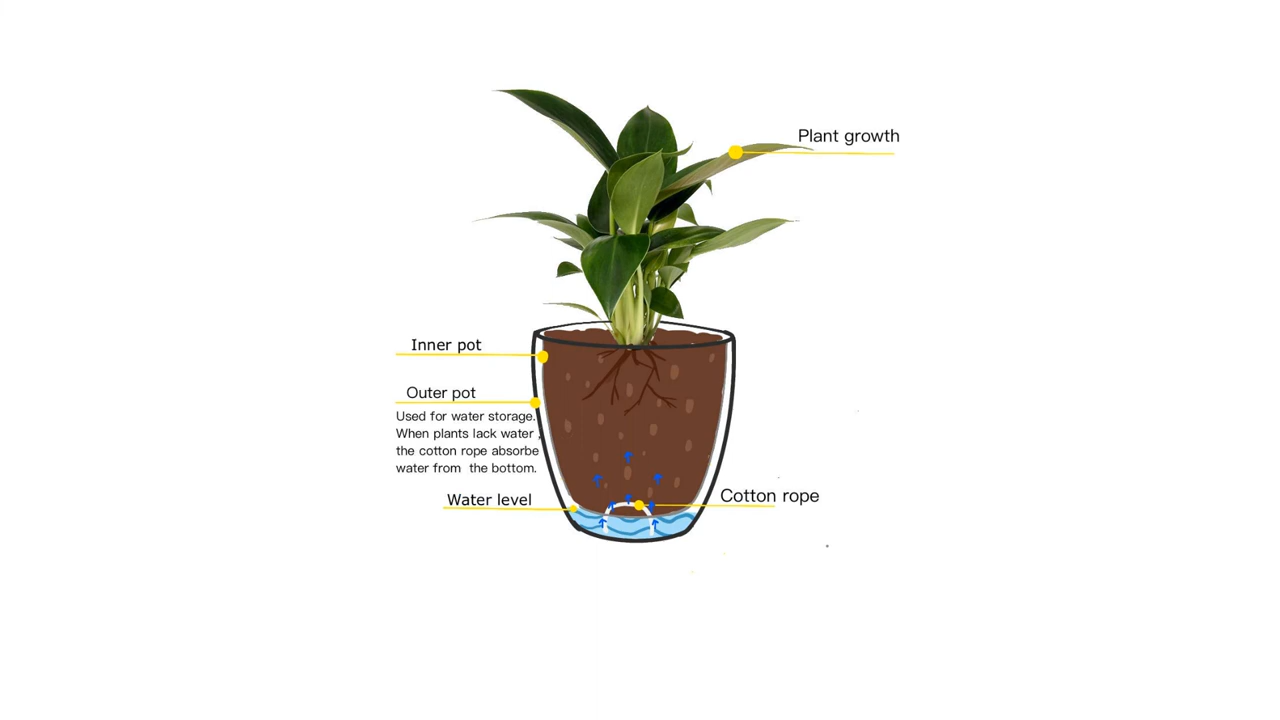 Plant growth
Inner pot
Outer pot
Used for water storage.
When plants lack water ,
the cotton rope absorbe
water from the bottom.
Water level
Cotton rope